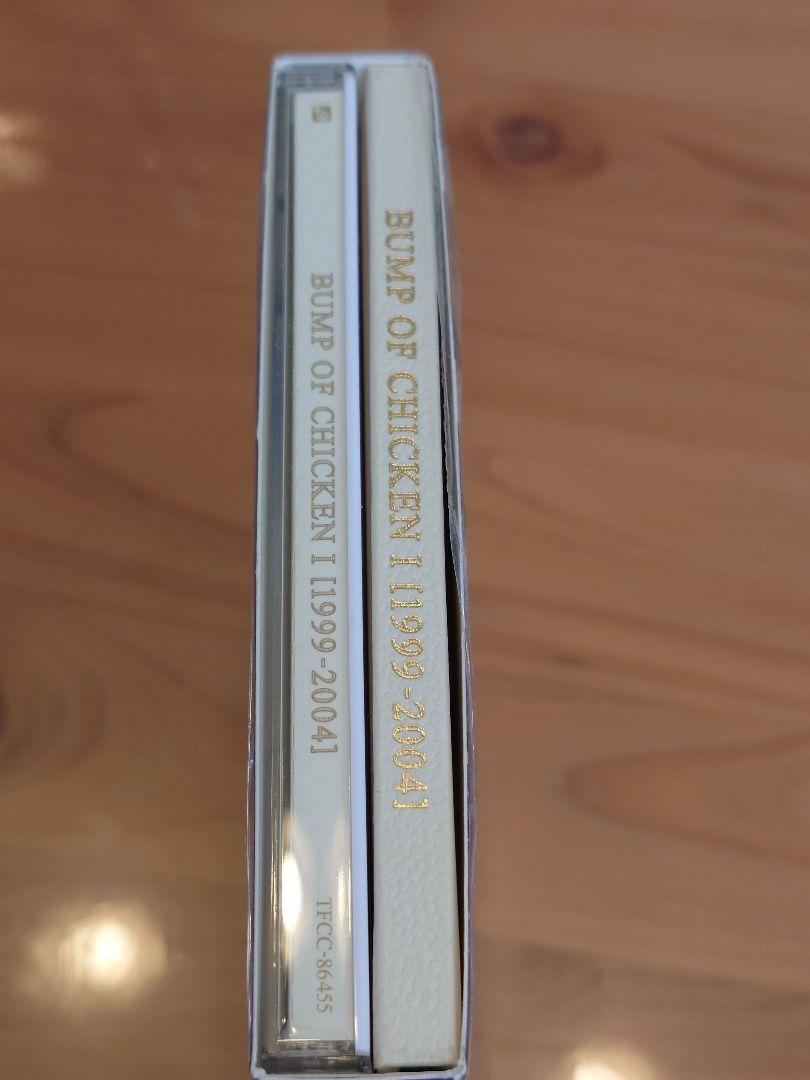 BUMP OF CHICKEN I [1999-2004]
TFCC-86455
BUMP OF CHICKEN I [1999-2004]